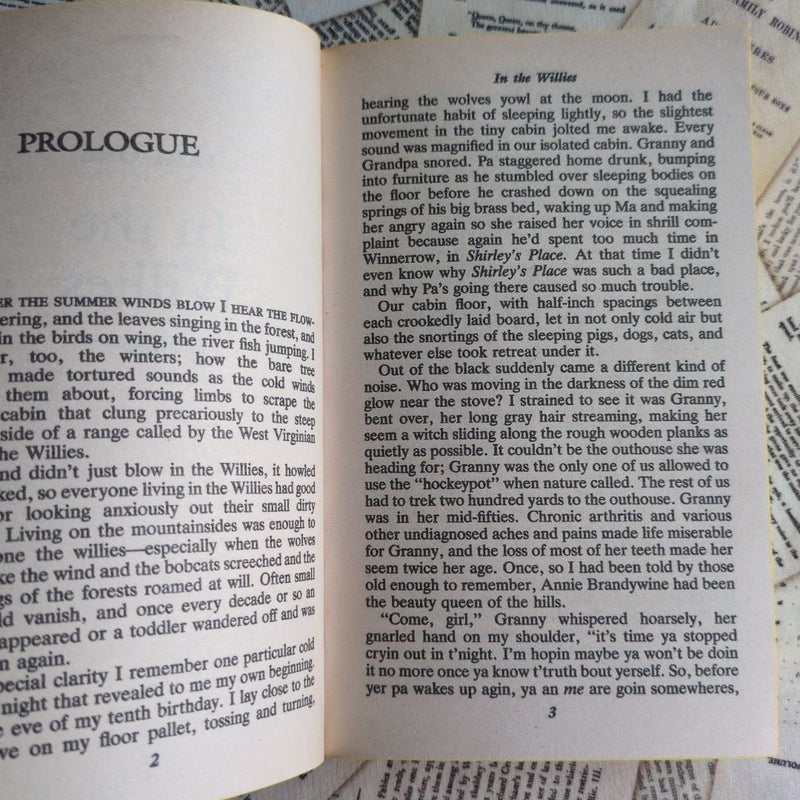 PROLOGUE
ER THE SUMMER WINDS BLOW I HEAR THE FLOW-
ering, and the leaves singing in the forest, and
in the birds on wing, the river fish jumping. I
r, too, the winters; how the bare tree
made tortured sounds as the cold winds
them about, forcing limbs to scrape the
cabin that clung precariously to the steep
side of a range called by the West Virginian
he Willies.
nd didn't just blow in the Willies, it howled
ked, so everyone living in the Willies had good
or looking anxiously out their small dirty
Living on the mountainsides was enough to
one the willies—especially when the wolves
ke the wind and the bobcats screeched and the
gs of the forests roamed at will. Often small
ld vanish, and once every decade or so an
appeared or a toddler wandered off and was
n again.
pecial clarity I remember one particular cold
night that revealed to me my own beginning.
e eve of my tenth birthday. I lay close to the
ve on my floor pallet, tossing and turning,
2
In the Willies
hearing the wolves yowl at the moon. I had the
unfortunate habit of sleeping lightly, so the slightest
movement in the tiny cabin jolted me awake. Every
sound was magnified in our isolated cabin. Granny and
Grandpa snored. Pa staggered home drunk, bumping
into furniture as he stumbled over sleeping bodies on
the floor before he crashed down on the squealing
springs of his big brass bed, waking up Ma and making
her angry again so she raised her voice in shrill com-
plaint because again he'd spent too much time in
Winnerrow, in Shirley's Place. At that time I didn't
even know why Shirley's Place was such a bad place,
and why Pa's going there caused so much trouble.
Our cabin floor, with half-inch spacings between
each crookedly laid board, let in not only cold air but
also the snortings of the sleeping pigs, dogs, cats, and
whatever else took retreat under it.
Out of the black suddenly came a different kind of
noise. Who was moving in the darkness of the dim red
glow near the stove? I strained to see it was Granny,
bent over, her long gray hair streaming, making her
seem a witch sliding along the rough wooden planks as
quietly as possible. It couldn't be the outhouse she was
heading for; Granny was the only one of us allowed to
use the "hockeypot" when nature called. The rest of us
had to trek two hundred yards to the outhouse. Granny
was in her mid-fifties. Chronic arthritis and various
other undiagnosed aches and pains made life miserable
for Granny, and the loss of most of her teeth made her
seem twice her age. Once, so I had been told by those
old enough to remember, Annie Brandywine had been
the beauty queen of the hills.
"Come, girl," Granny whispered hoarsely, her
gnarled hand on my shoulder, "it's time ya stopped
cryin out in t'night. I'm hopin maybe ya won't be doin
it no more once ya know t'truth bout yerself. So, before
yer pa wakes up agin, ya an me are goin somewheres,
3